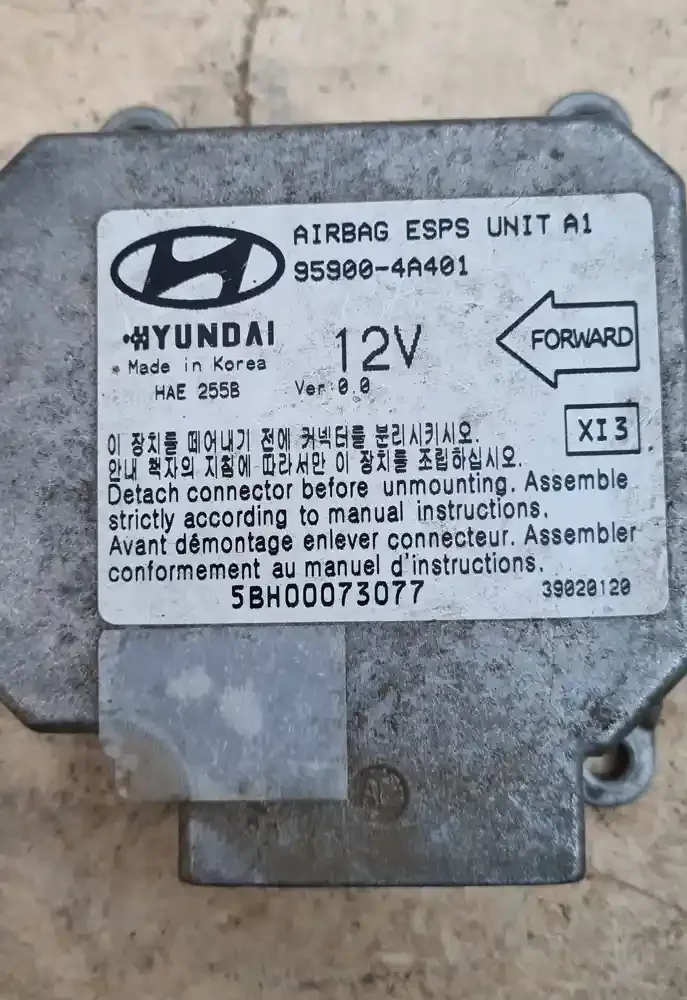 AIRBAG ESPS UNIT A1
95900-4A401
HYUNDAI
Made in Korea
HAE 255B
12V
Ver 0.0
FORWARD
XI3
이 장치를 떼어내기 전에 커넥터를 분리시키시오.
안내 책자의 지침에 따라서만 이 장치를 조립하십시오.
Detach connector before unmounting. Assemble
strictly according to manual instructions.
Avant démontage enlever connecteur. Assembler
conformement au manuel d'instructions.
5BH00073077
39020120